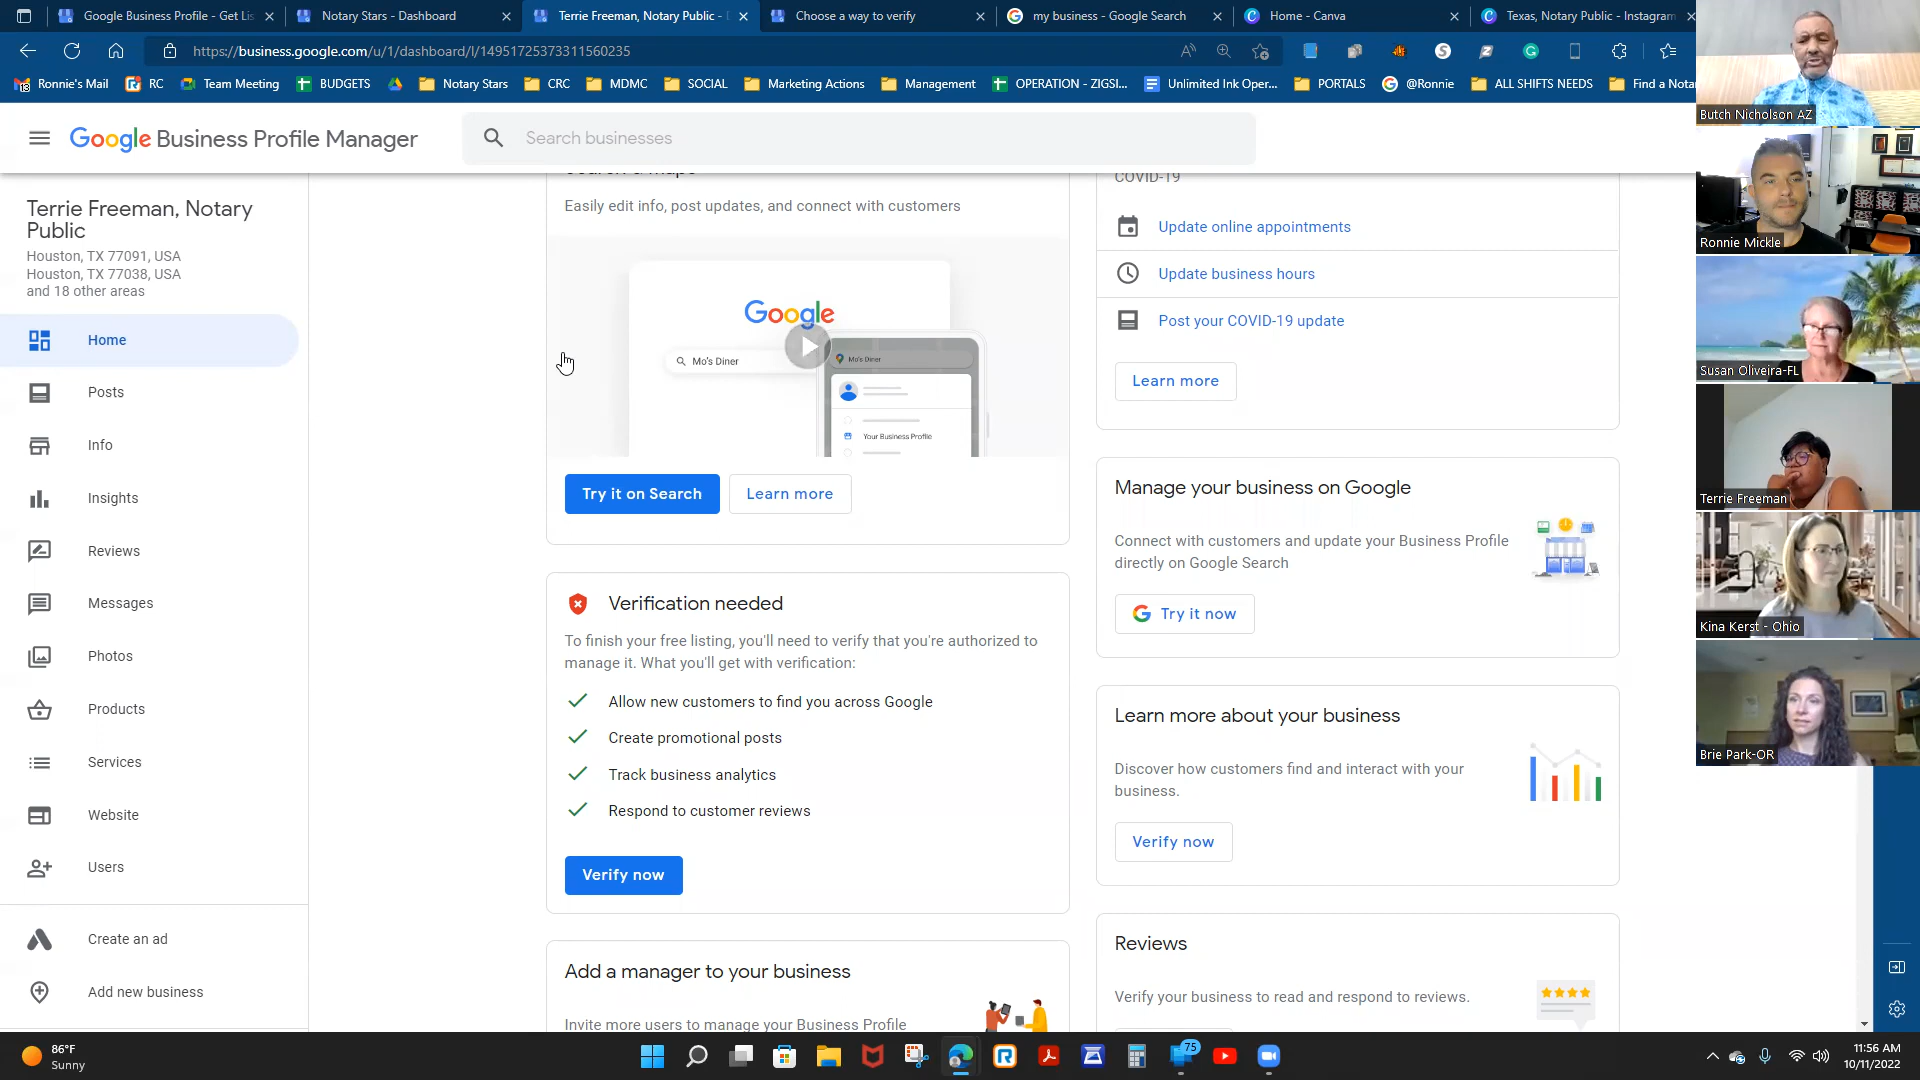 Google Business Profile - Get Lis
Notary Stars - Dashboard
Terrie Freeman, Notary Public -
Choose a way to verify
my business - Google Search
Home - Canva
Texas, Notary Public - Instagram
https://business.google.com/u/1/dashboard/l/14951725373311560235
Ronnie's Mail
RC
Team Meeting
BUDGETS
Notary Stars
CRC
MDMC
SOCIAL
Marketing Actions
Management
OPERATION - ZIGSI...
Unlimited Ink Oper...
PORTALS
@Ronnie
ALL SHIFTS NEEDS
Find a Nota
Google Business Profile Manager
Search businesses
Terrie Freeman, Notary
Public
Houston, TX 77091, USA
Houston, TX 77038, USA
and 18 other areas
Home
Posts
Info
Insights
Reviews
Messages
Photos
Products
Services
Website
Users
Create an ad
Add new business
Easily edit info, post updates, and connect with customers
Google
Mo's Diner
Mo's Diner
Your Business Profile
Try it on Search
Learn more
Verification needed
To finish your free listing, you'll need to verify that you're authorized to
manage it. What you'll get with verification:
Allow new customers to find you across Google
Create promotional posts
Track business analytics
Respond to customer reviews
Verify now
Add a manager to your business
Invite more users to manage your Business Profile
COVID-19
Update online appointments
Update business hours
Post your COVID-19 update
Learn more
Manage your business on Google
Connect with customers and update your Business Profile
directly on Google Search
Try it now
Learn more about your business
Discover how customers find and interact with your
business.
Verify now
Reviews
Verify your business to read and respond to reviews.
Butch Nicholson AZ
Ronnie Mickle
Susan Oliveira-FL
Terrie Freeman
Kina Kerst - Ohio
Brie Park-OR
86°F
Sunny
75
11:56 AM
10/11/2022